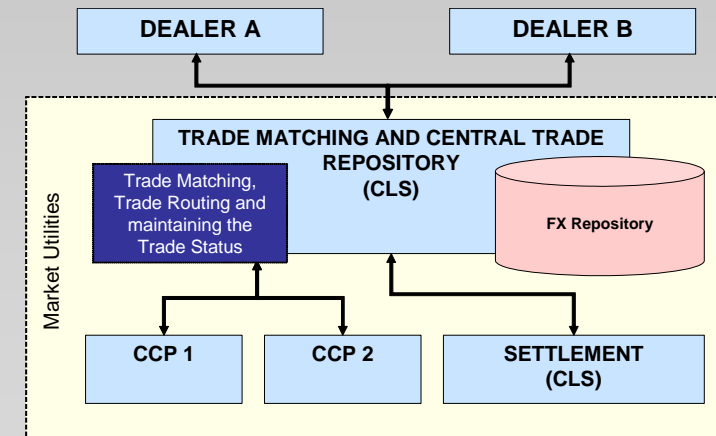 DEALER A
DEALER B
TRADE MATCHING AND CENTRAL TRADE
REPOSITORY
(CLS)
Trade Matching,
Trade Routing and
maintaining the
Trade Status
FX Repository
Market Utilities
CCP 1
CCP 2
SETTLEMENT
(CLS)